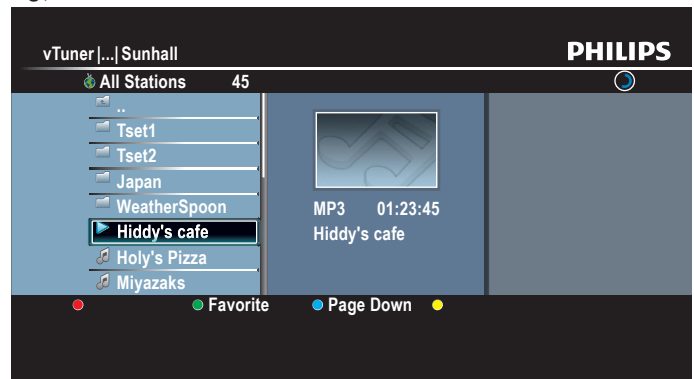 vTuner|...| Sunhall
PHILIPS
All Stations 45
..
Tset1
Tset2
Japan
WeatherSpoon
Hiddy's cafe
Holy's Pizza
Miyazaks
MP3 01:23:45
Hiddy's cafe
Favorite
Page Down